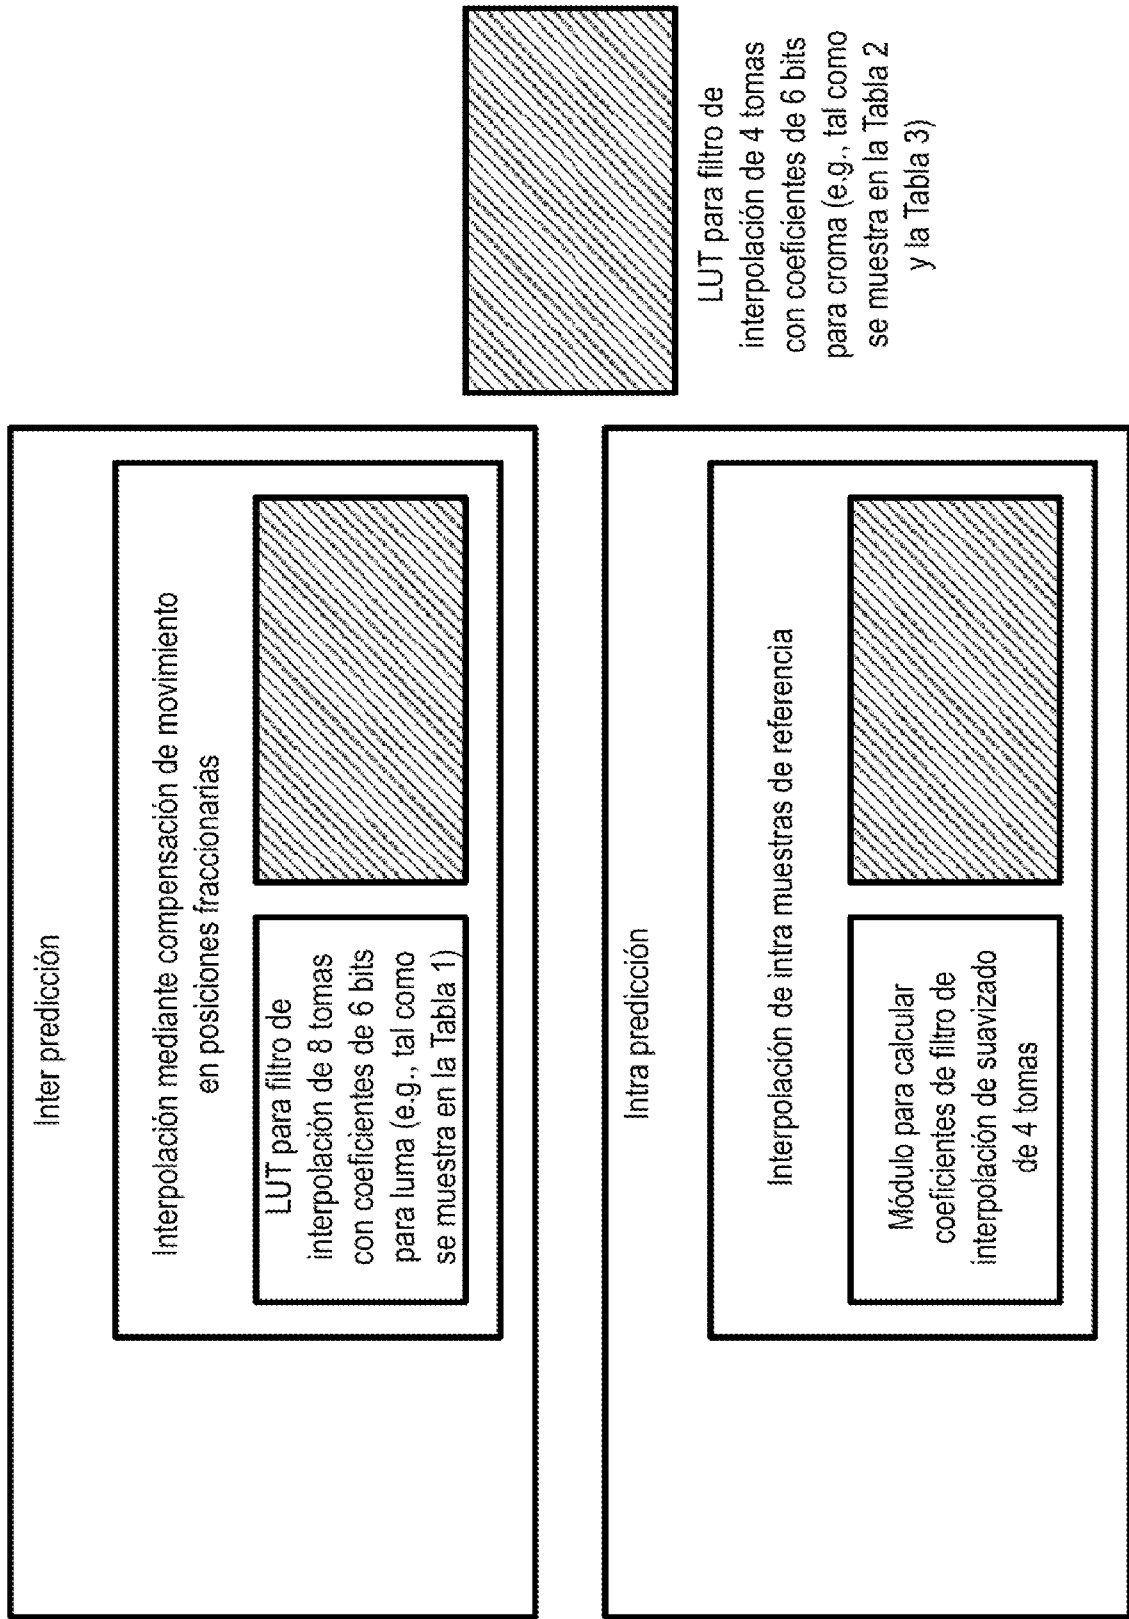 Inter predicción
Interpolación mediante compensación de movimiento
en posiciones fraccionarias
LUT para filtro de
interpolación de 8 tomas
con coeficientes de 6 bits
para luma (e.g., tal como
se muestra en la Tabla 1)
Intra predicción
Interpolación de intra muestras de referencia
Módulo para calcular
coeficientes de filtro de
interpolación de suavizado
de 4 tomas
LUT para filtro de
interpolación de 4 tomas
con coeficientes de 6 bits
para croma (e.g., tal como
se muestra en la Tabla 2
y la Tabla 3)